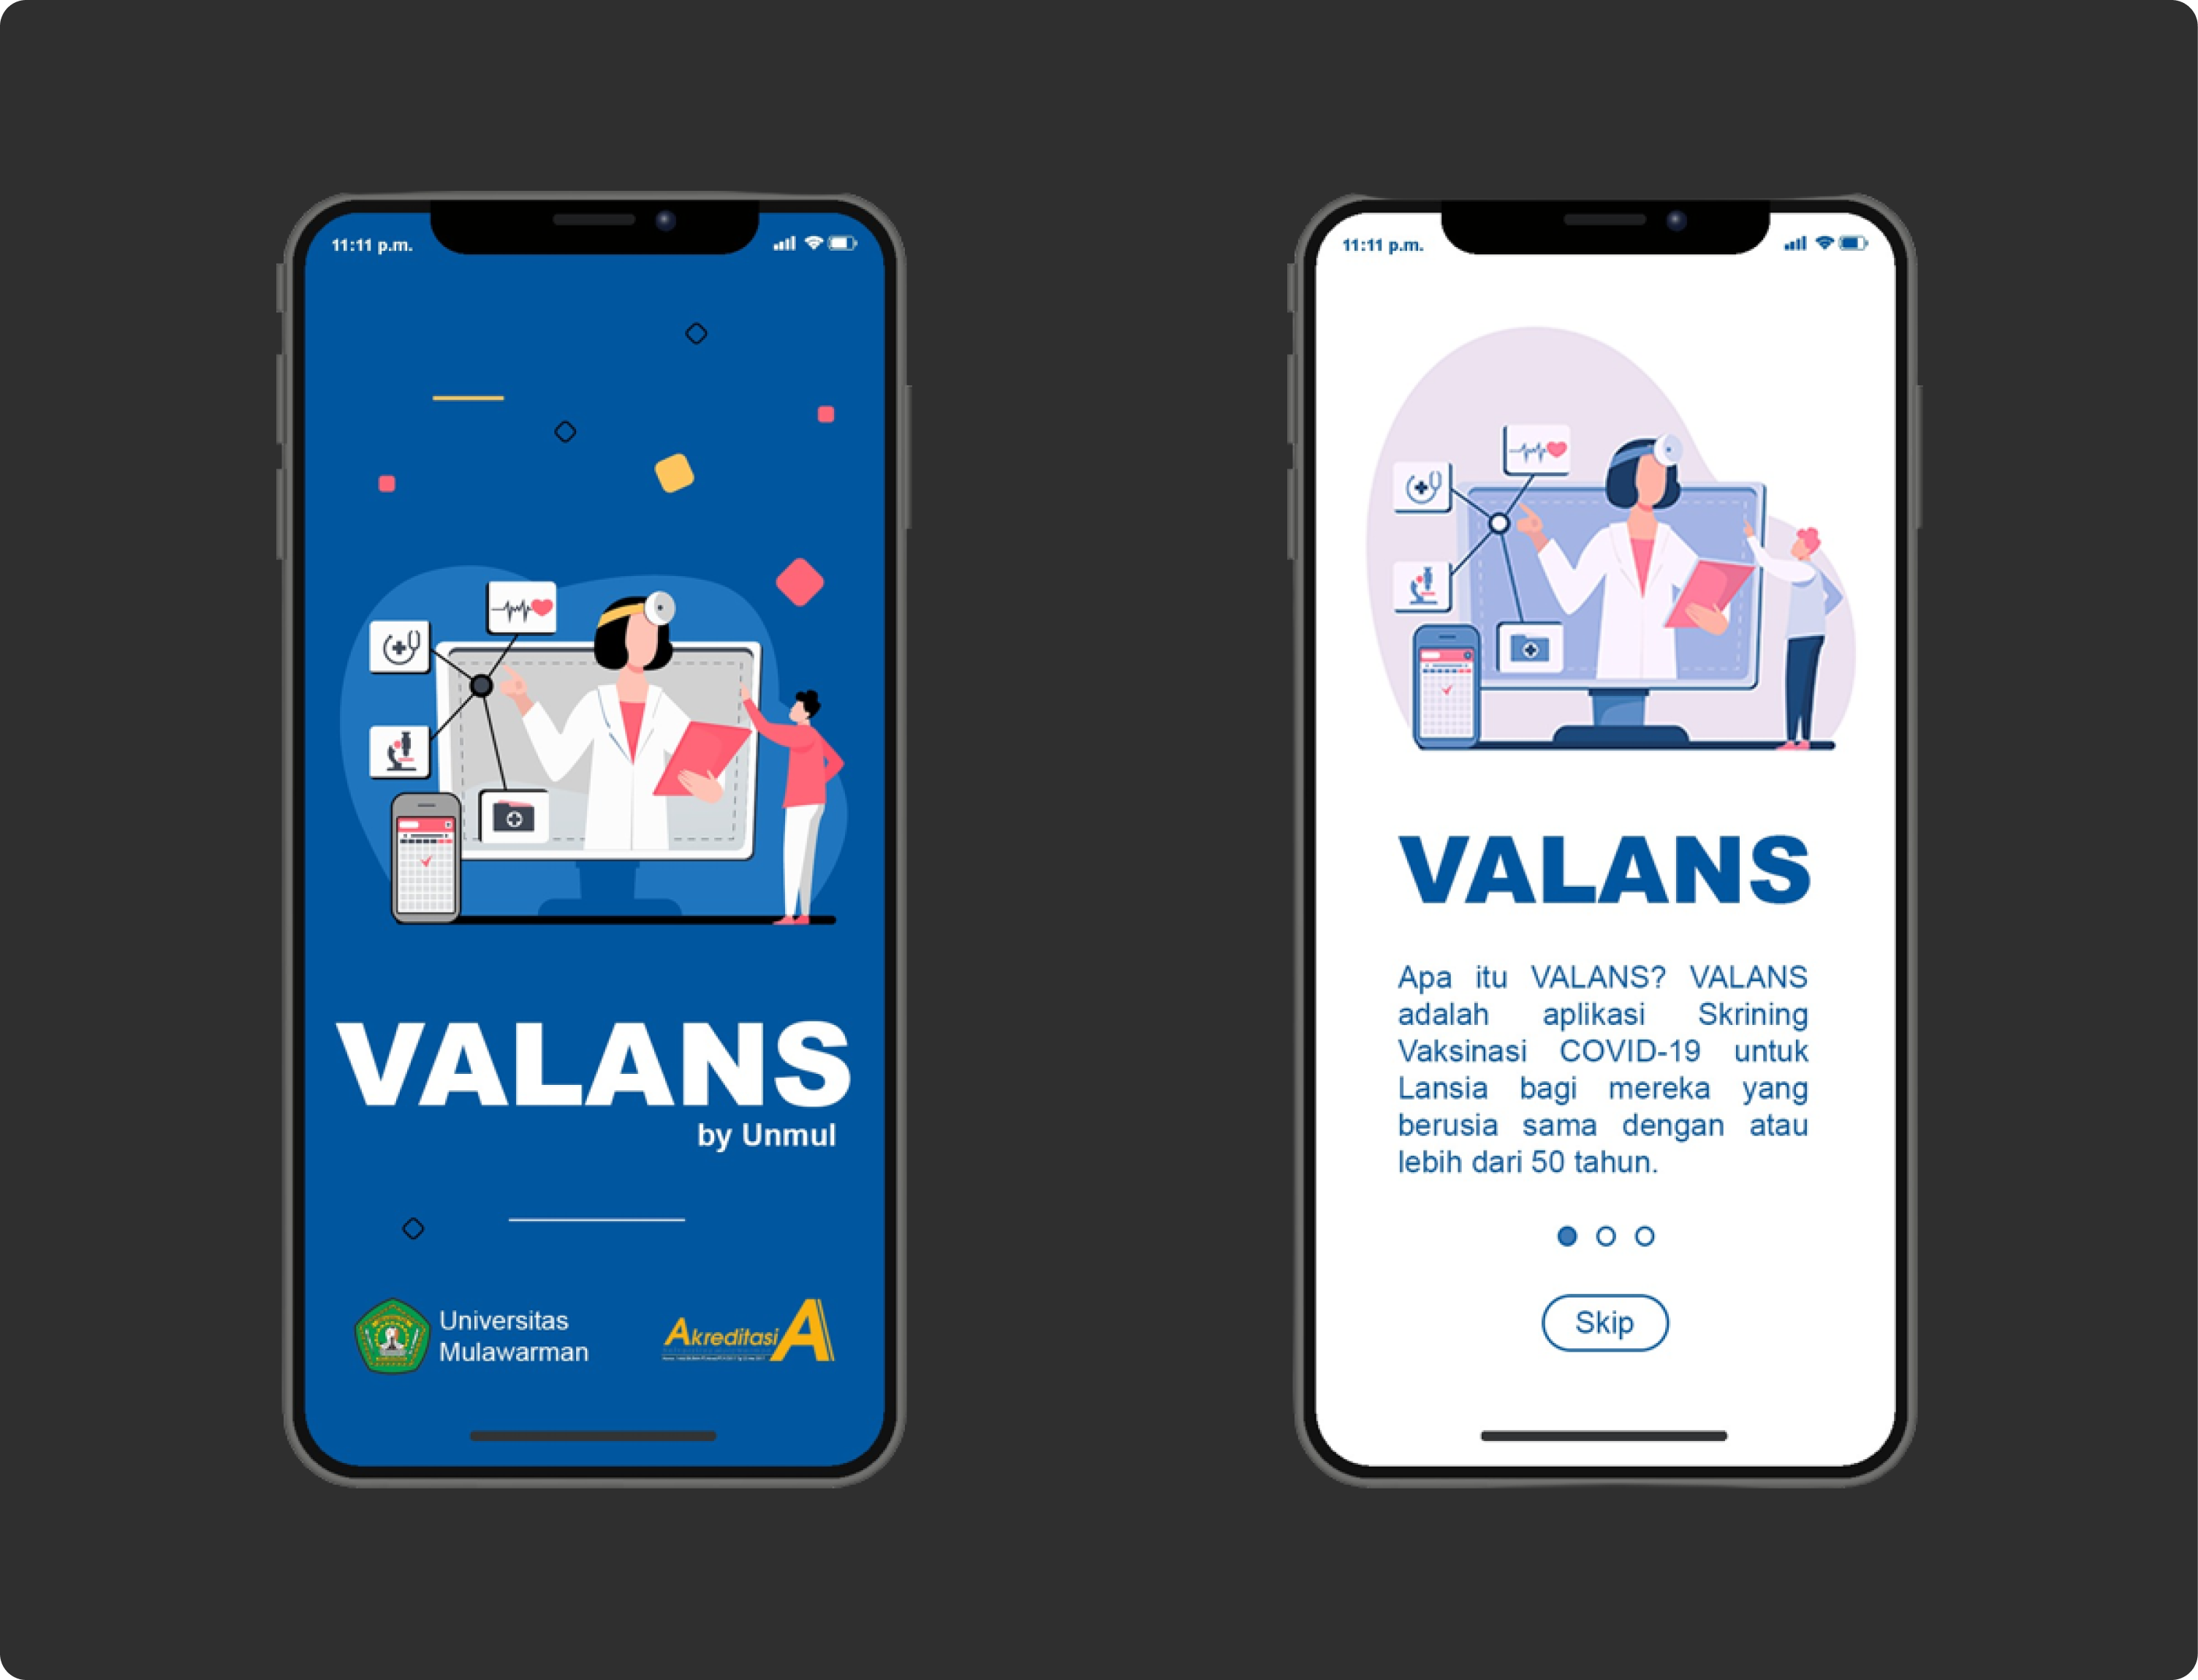 11:11 p.m.
VALANS
by Unmul
Universitas
Mulawarman
Akreditasi A
11:11 p.m.
VALANS
Apa itu VALANS? VALANS
adalah aplikasi Skrining
Vaksinasi COVID-19 untuk
Lansia bagi mereka yang
berusia sama dengan atau
lebih dari 50 tahun.
Skip